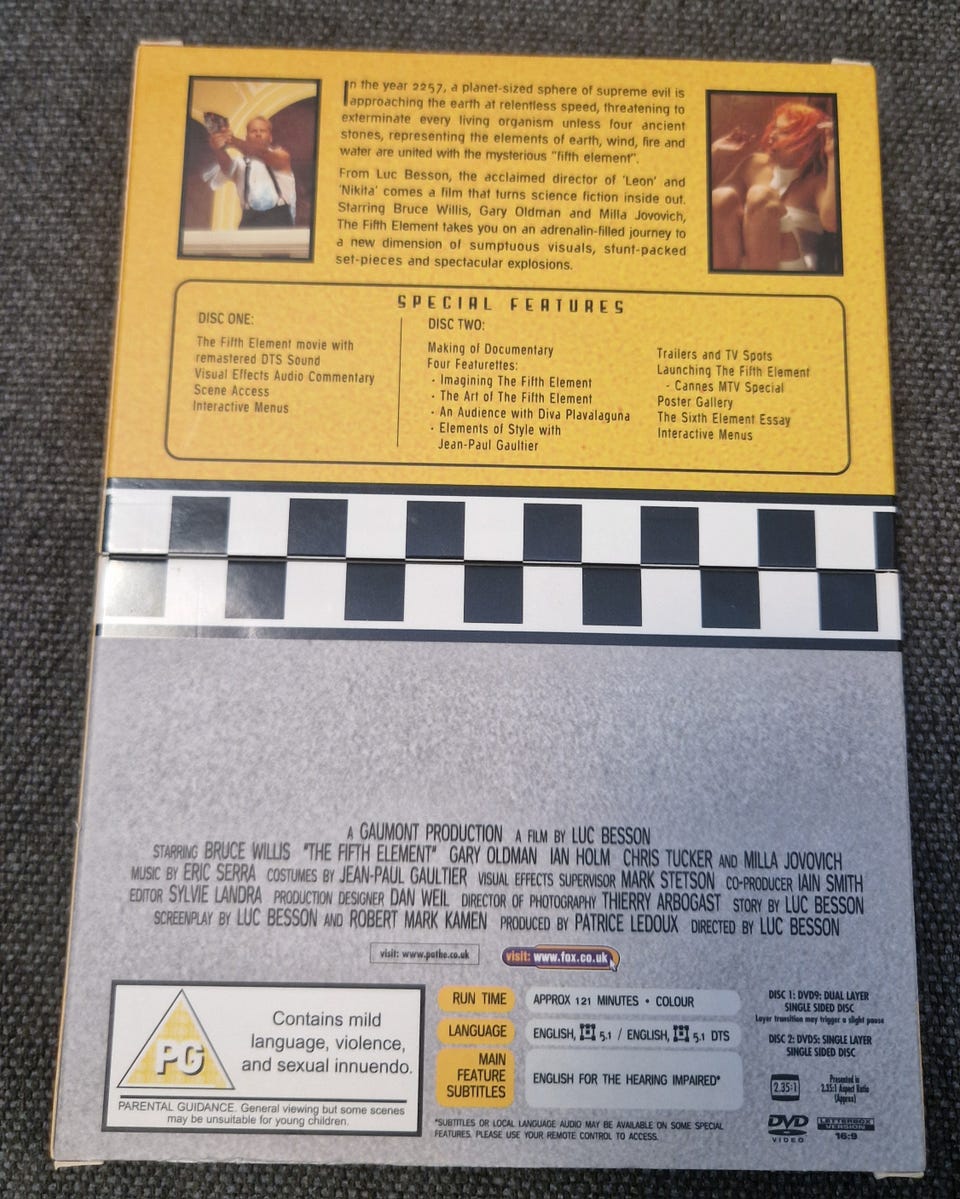 In the year 2257, a planet-sized sphere of supreme evil is
approaching the earth at relentless speed, threatening to
exterminate every living organism unless four ancient
stones, representing the elements of earth, wind, fire and
water are united with the mysterious "fifth element".
From Luc Besson, the acclaimed director of 'Leon' and
'Nikita' comes a film that turns science fiction inside out.
Starring Bruce Willis, Gary Oldman and Milla Jovovich,
The Fifth Element takes you on an adrenalin-filled journey to
a new dimension of sumptuous visuals, stunt-packed
set-pieces and spectacular explosions.
SPECIAL FEATURES
DISC ONE:
The Fifth Element movie with
remastered DTS Sound
Visual Effects Audio Commentary
Scene Access
Interactive Menus
DISC TWO:
Making of Documentary
Four Featurettes:
· Imagining The Fifth Element
· The Art of The Fifth Element
· An Audience with Diva Plavalaguna
· Elements of Style with
Jean-Paul Gaultier
Trailers and TV Spots
Launching The Fifth Element
- Cannes MTV Special
Poster Gallery
The Sixth Element Essay
Interactive Menus
A GAUMONT PRODUCTION A FILM BY LUC BESSON
STARRING BRUCE WILLIS "THE FIFTH ELEMENT" GARY OLDMAN IAN HOLM CHRIS TUCKER AND MILLA JOVOVICH
MUSIC BY ERIC SERRA COSTUMES BY JEAN-PAUL GAULTIER VISUAL EFFECTS SUPERVISOR MARK STETSON CO-PRODUCER IAIN SMITH
EDITOR SYLVIE LANDRA PRODUCTION DESIGNER DAN WEIL DIRECTOR OF PHOTOGRAPHY THIERRY ARBOGAST STORY BY LUC BESSON
SCREENPLAY BY LUC BESSON AND ROBERT MARK KAMEN PRODUCED BY PATRICE LEDOUX DIRECTED BY LUC BESSON
visit: www.pathe.co.uk
visit: www.fox.co.uk
PG
Contains mild
language, violence,
and sexual innuendo.
PARENTAL GUIDANCE. General viewing but some scenes
may be unsuitable for young children.
RUN TIME
APPROX 121 MINUTES • COLOUR
LANGUAGE
ENGLISH, 5.1 / ENGLISH, 5.1 DTS
MAIN
FEATURE
SUBTITLES
ENGLISH FOR THE HEARING IMPAIRED*
*SUBTITLES OR LOCAL LANGUAGE AUDIO MAY BE AVAILABLE ON SOME SPECIAL
FEATURES. PLEASE USE YOUR REMOTE CONTROL TO ACCESS.
DISC 1: DVD9: DUAL LAYER
SINGLE SIDED DISC
Layer transition may trigger a slight pause
DISC 2: DVD5: SINGLE LAYER
SINGLE SIDED DISC
2.35:1
Presented in
2.35:1 Aspect Ratio
(Approx)
DVD
VIDEO
LETTERBOX
VERSION
16:9